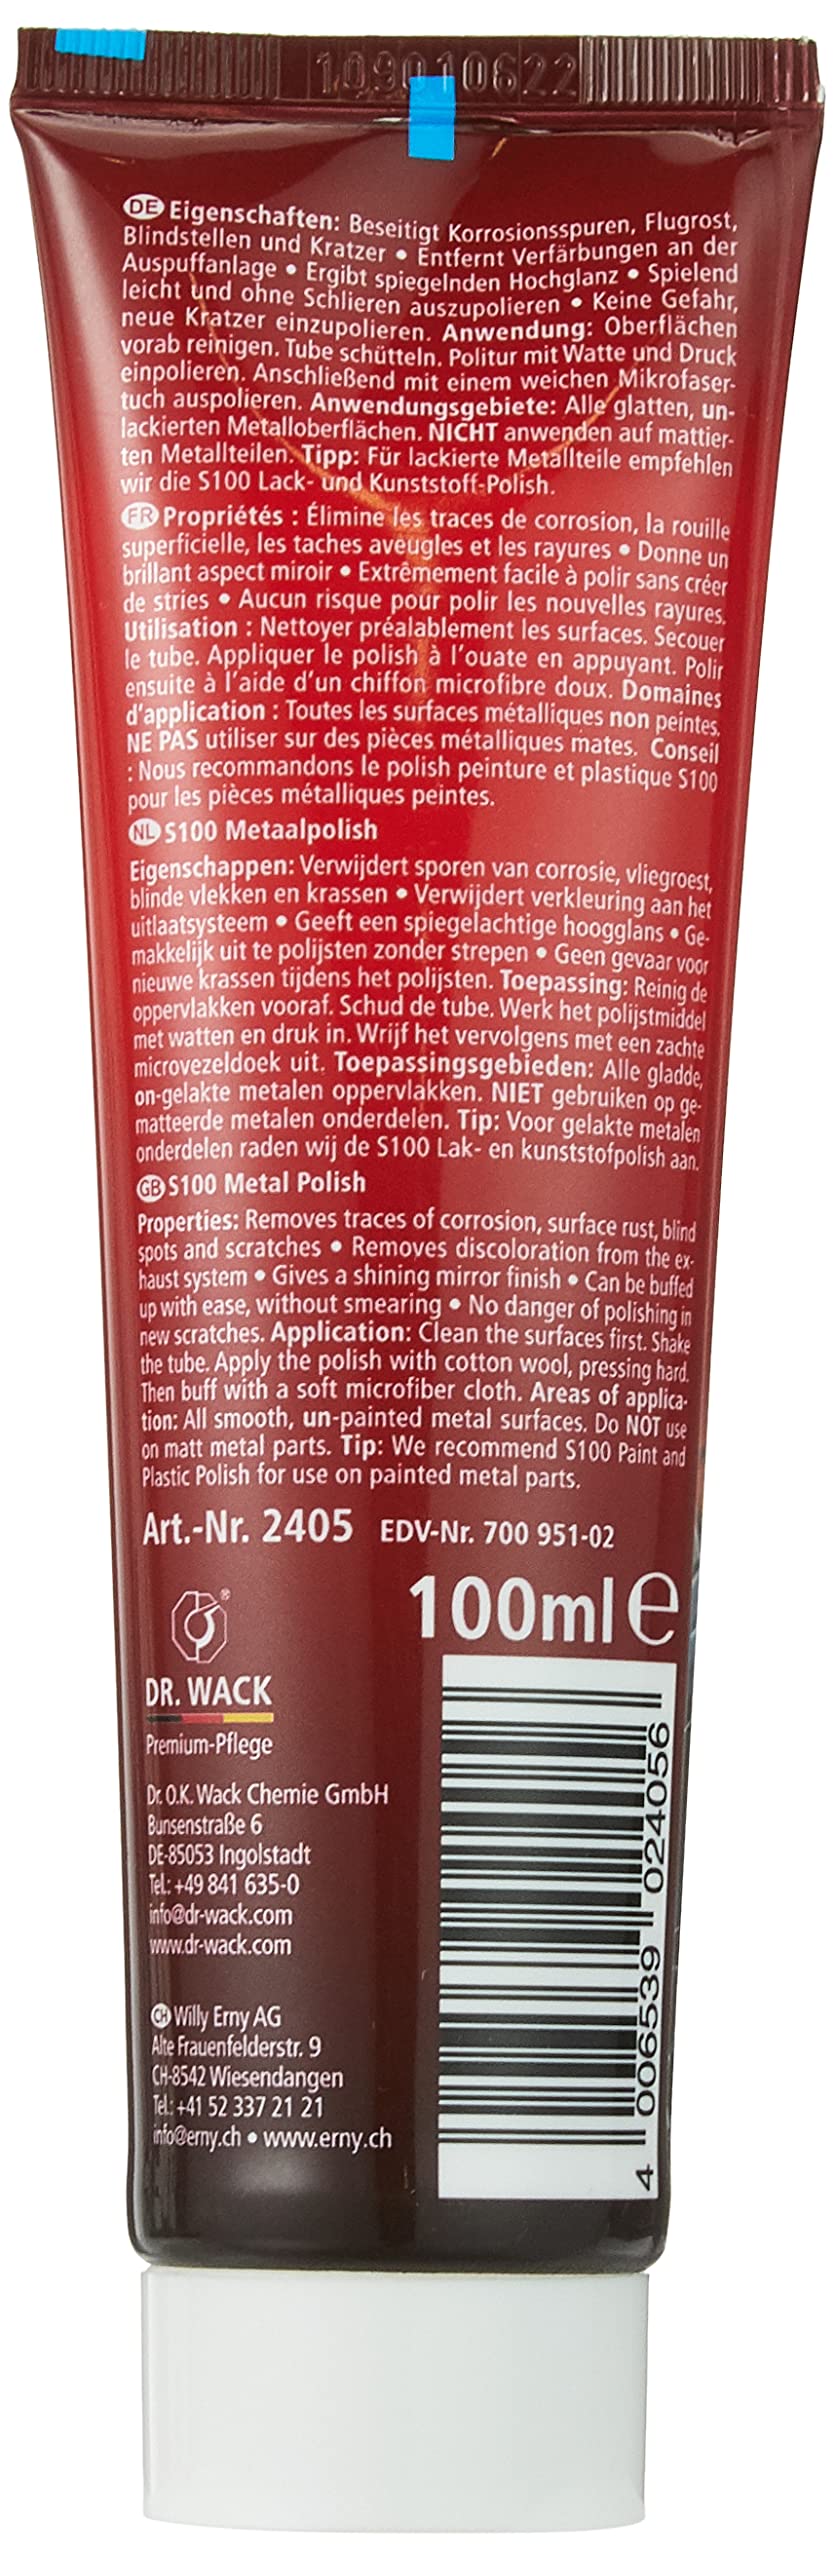 109010622
DE Eigenschaften: Beseitigt Korrosionsspuren, Flugrost,
Blindstellen und Kratzer • Entfernt Verfärbungen an der
Auspuffanlage • Ergibt spiegelnden Hochglanz • Spielend
leicht und ohne Schlieren auszupolieren • Keine Gefahr,
neue Kratzer einzupolieren. Anwendung: Oberflächen
vorab reinigen. Tube schütteln. Politur mit Watte und Druck
einpolieren. Anschließend mit einem weichen Mikrofaser-
tuch auspolieren. Anwendungsgebiete: Alle glatten, un-
lackierten Metalloberflächen. NICHT anwenden auf mattier-
ten Metallteilen. Tipp: Für lackierte Metallteile empfehlen
wir die S100 Lack- und Kunststoff-Polish.
FR Propriétés : Élimine les traces de corrosion, la rouille
superficielle, les taches aveugles et les rayures • Donne un
brillant aspect miroir • Extrêmement facile à polir sans créer
de stries • Aucun risque pour polir les nouvelles rayures.
Utilisation : Nettoyer préalablement les surfaces. Secouer
le tube. Appliquer le polish à l'ouate en appuyant. Polir
ensuite à l'aide d'un chiffon microfibre doux. Domaines
d'application : Toutes les surfaces métalliques non peintes.
NE PAS utiliser sur des pièces métalliques mates. Conseil
: Nous recommandons le polish peinture et plastique S100
pour les pièces métalliques peintes.
NL S100 Metaalpolish
Eigenschappen: Verwijdert sporen van corrosie, vliegroest,
blinde vlekken en krassen • Verwijdert verkleuring aan het
uitlaatsysteem • Geeft een spiegelachtige hoogglans • Ge-
makkelijk uit te polijsten zonder strepen • Geen gevaar voor
nieuwe krassen tijdens het polijsten. Toepassing: Reinig de
oppervlakken vooraf. Schud de tube. Werk het polijstmiddel
met watten en druk in. Wrijf het vervolgens met een zachte
microvezeldoek uit. Toepassingsgebieden: Alle gladde,
on-gelakte metalen oppervlakken. NIET gebruiken op ge-
matteerde metalen onderdelen. Tip: Voor gelakte metalen
onderdelen raden wij de S100 Lak- en kunststofpolish aan.
GB S100 Metal Polish
Properties: Removes traces of corrosion, surface rust, blind
spots and scratches • Removes discoloration from the ex-
haust system • Gives a shining mirror finish • Can be buffed
up with ease, without smearing • No danger of polishing in
new scratches. Application: Clean the surfaces first. Shake
the tube. Apply the polish with cotton wool, pressing hard.
Then buff with a soft microfiber cloth. Areas of applica-
tion: All smooth, un-painted metal surfaces. Do NOT use
on matt metal parts. Tip: We recommend S100 Paint and
Plastic Polish for use on painted metal parts.
Art.-Nr. 2405 EDV-Nr. 700 951-02
100ml e
®
DR. WACK
Premium-Pflege
Dr. O.K. Wack Chemie GmbH
Bunsenstraße 6
DE-85053 Ingolstadt
Tel.: +49 841 635-0
info@dr-wack.com
www.dr-wack.com
CH Willy Erny AG
Alte Frauenfelderstr. 9
CH-8542 Wiesendangen
Tel.: +41 52 337 21 21
info@erny.ch • www.erny.ch
4 006539 024056